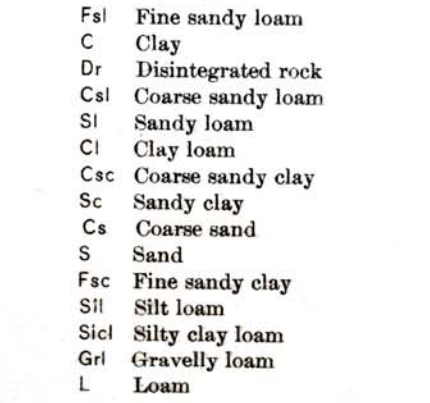 Fsl Fine sandy loam
C Clay
Dr Disintegrated rock
Csl Coarse sandy loam
Sl Sandy loam
Cl Clay loam
Csc Coarse sandy clay
Sc Sandy clay
Cs Coarse sand
S Sand
Fsc Fine sandy clay
Sil Silt loam
Sicl Silty clay loam
Grl Gravelly loam
L Loam